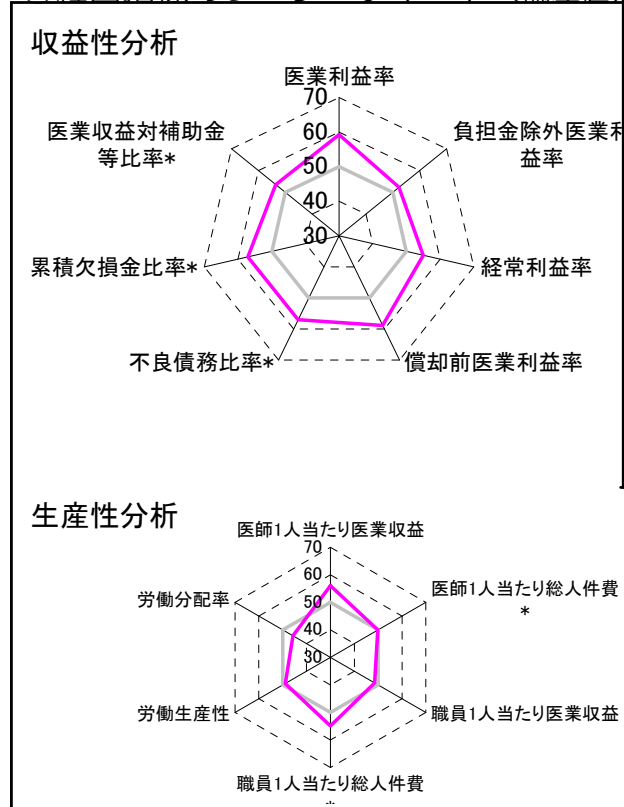 収益性分析
医業利益率
70
60
50
40
30
負担金除外医業利
益率
経常利益率
償却前医業利益率
不良債務比率*
累積欠損金比率*
医業収益対補助金
等比率*
生産性分析
医師1人当たり医業収益
70
60
50
40
30
医師1人当たり総人件費
*
職員1人当たり医業収益
職員1人当たり総人件費
*
労働生産性
労働分配率